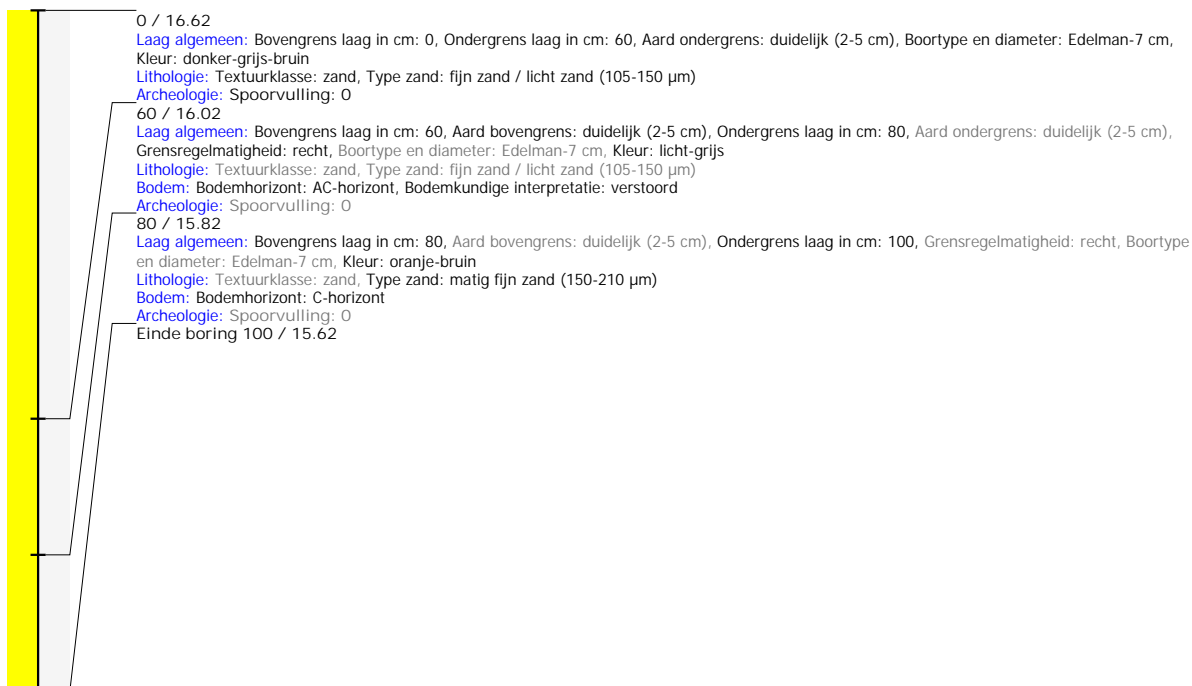 0 / 16.62
Laag algemeen: Bovengrens laag in cm: 0, Ondergrens laag in cm: 60, Aard ondergrens: duidelijk (2-5 cm), Boortype en diameter: Edelman-7 cm,
Kleur: donker-grijs-bruin
Lithologie: Textuurklasse: zand, Type zand: fijn zand / licht zand (105-150 µm)
Archeologie: Spoorvulling: 0
60 / 16.02
Laag algemeen: Bovengrens laag in cm: 60, Aard bovengrens: duidelijk (2-5 cm), Ondergrens laag in cm: 80, Aard ondergrens: duidelijk (2-5 cm),
Grensregelmatigheid: recht, Boortype en diameter: Edelman-7 cm, Kleur: licht-grijs
Lithologie: Textuurklasse: zand, Type zand: fijn zand / licht zand (105-150 µm)
Bodem: Bodemhorizont: AC-horizont, Bodemkundige interpretatie: verstoord
Archeologie: Spoorvulling: 0
80 / 15.82
Laag algemeen: Bovengrens laag in cm: 80, Aard bovengrens: duidelijk (2-5 cm), Ondergrens laag in cm: 100, Grensregelmatigheid: recht, Boortype
en diameter: Edelman-7 cm, Kleur: oranje-bruin
Lithologie: Textuurklasse: zand, Type zand: matig fijn zand (150-210 µm)
Bodem: Bodemhorizont: C-horizont
Archeologie: Spoorvulling: 0
Einde boring 100 / 15.62